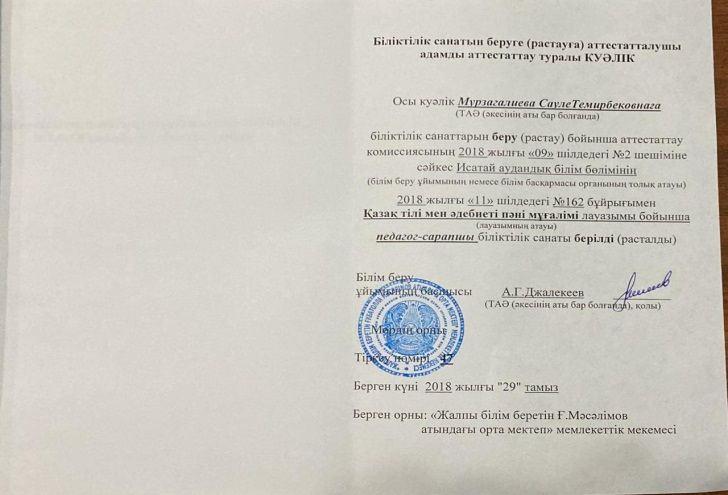 Біліктілік санатын беруге (растауға) аттестатталушы
адамды аттестаттау туралы КУӘЛІК
Осы куәлік Мурзагалиева СаулеТемирбековнаға
(ТАӘ (әкесінің аты бар болғанда)
біліктілік санаттарын беру (растау) бойынша аттестаттау
комиссиясының 2018 жылғы «09» шілдедегі №2 шешіміне
сәйкес Исатай аудандық білім бөлімінің
(білім беру ұйымының немесе білім басқармасы органының толық атауы)
2018 жылғы «11» шілдедегі №162 бұйрығымен
Қазақ тілі мен әдебиеті пәні мұғалімі лауазымы бойынша
(лауазымның атауы)
педагог-сарапшы біліктілік санаты берілді (расталды)
Білім беру
ұйымының басшысы А.Г.Джалекеев
(ТАӘ (әкесінің аты бар болғанда), қолы)
Мөрдің орны
Тіркеу нөмірі 47
Берген күні 2018 жылғы "29" тамыз
Берген орны: «Жалпы білім беретін Ғ.Мәсәлімов
атындағы орта мектеп» мемлекеттік мекемесі